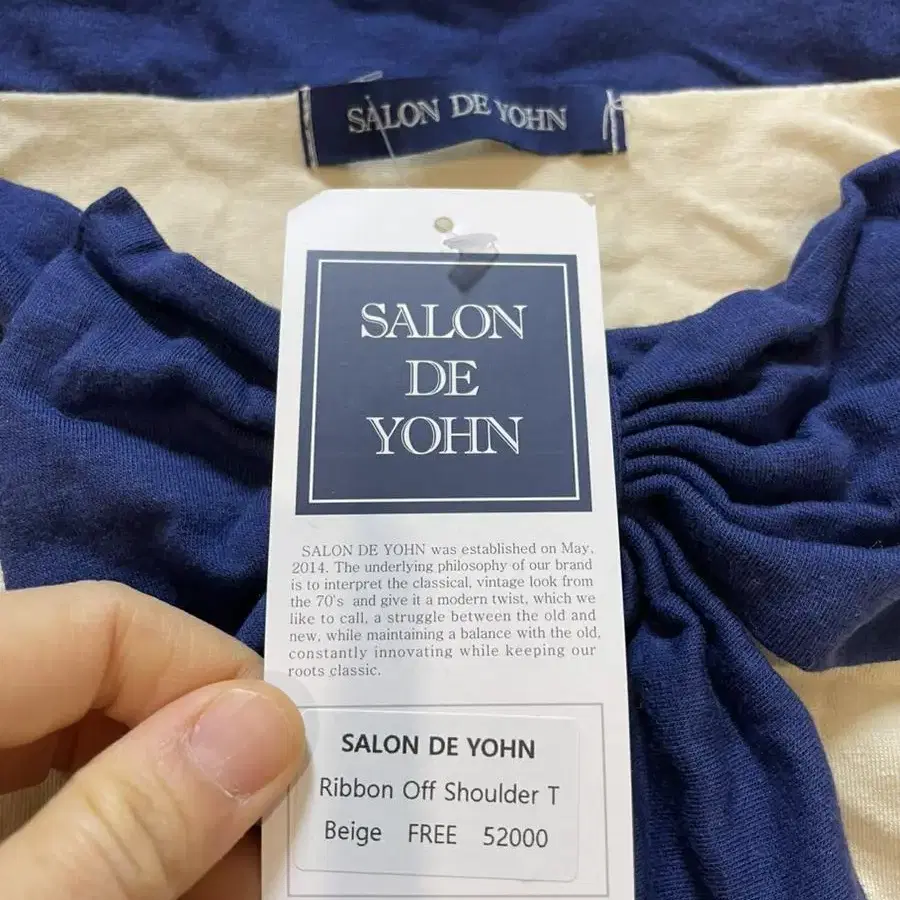 SALON DE YOHN
SALON
DE
YOHN
SALON DE YOHN was established on May,
2014. The underlying philosophy of our brand
is to interpret the classical, vintage look from
the 70's and give it a modern twist, which we
like to call, a struggle between the old and
new, while maintaining a balance with the old,
constantly innovating while keeping our
roots classic.
SALON DE YOHN
Ribbon Off Shoulder T
Beige FREE 52000